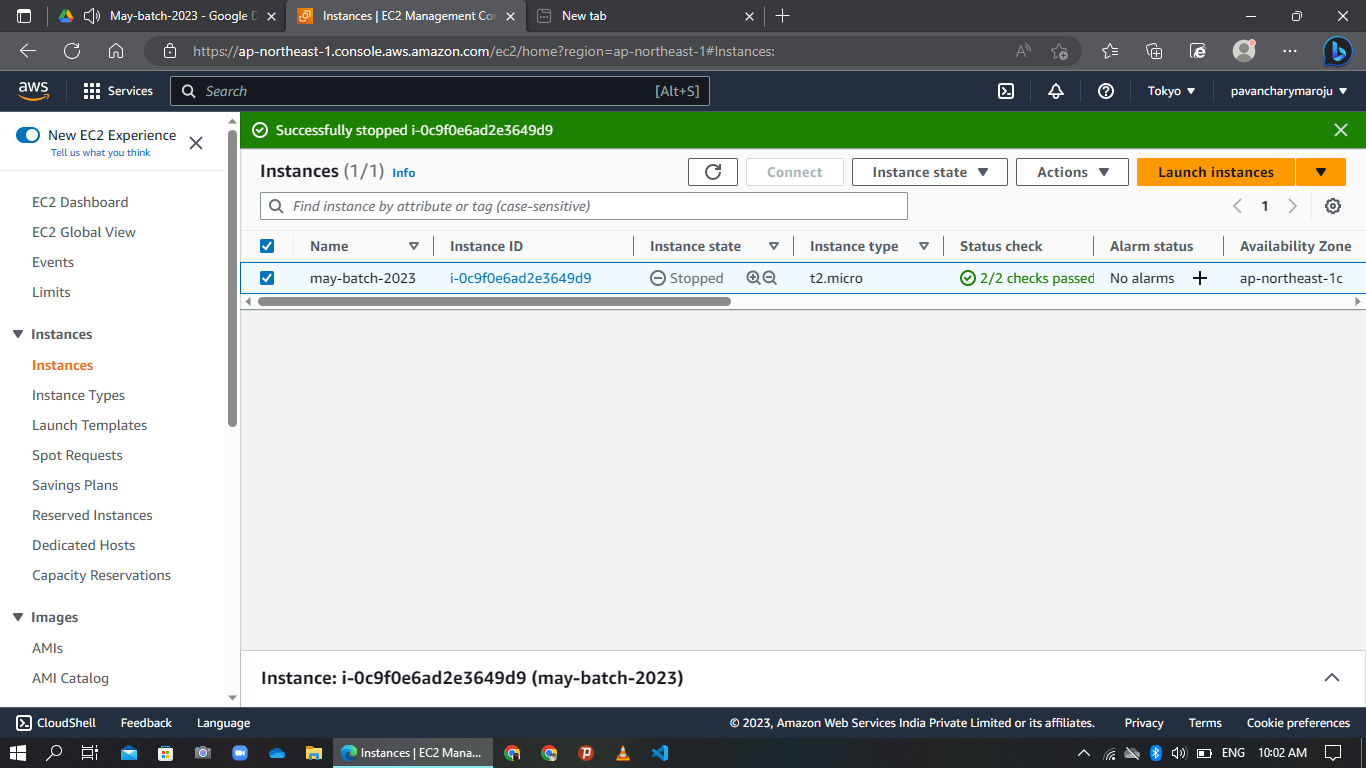 May-batch-2023 - Google D
Instances | EC2 Management Con
New tab
https://ap-northeast-1.console.aws.amazon.com/ec2/home?region=ap-northeast-1#Instances:
aws
Services
Search
[Alt+S]
Tokyo
pavancharymaroju
New EC2 Experience
Tell us what you think
EC2 Dashboard
EC2 Global View
Events
Limits
Instances
Instances
Instance Types
Launch Templates
Spot Requests
Savings Plans
Reserved Instances
Dedicated Hosts
Capacity Reservations
Images
AMIs
AMI Catalog
Successfully stopped i-0c9f0e6ad2e3649d9
Instances (1/1) Info
Connect
Instance state
Actions
Launch instances
Find instance by attribute or tag (case-sensitive)
1
Name Instance ID Instance state Instance type Status check Alarm status Availability Zone
may-batch-2023 i-0c9f0e6ad2e3649d9 Stopped t2.micro 2/2 checks passed No alarms + ap-northeast-1c
Instance: i-0c9f0e6ad2e3649d9 (may-batch-2023)
CloudShell Feedback Language © 2023, Amazon Web Services India Private Limited or its affiliates. Privacy Terms Cookie preferences
Instances | EC2 Mana...
ENG 10:02 AM